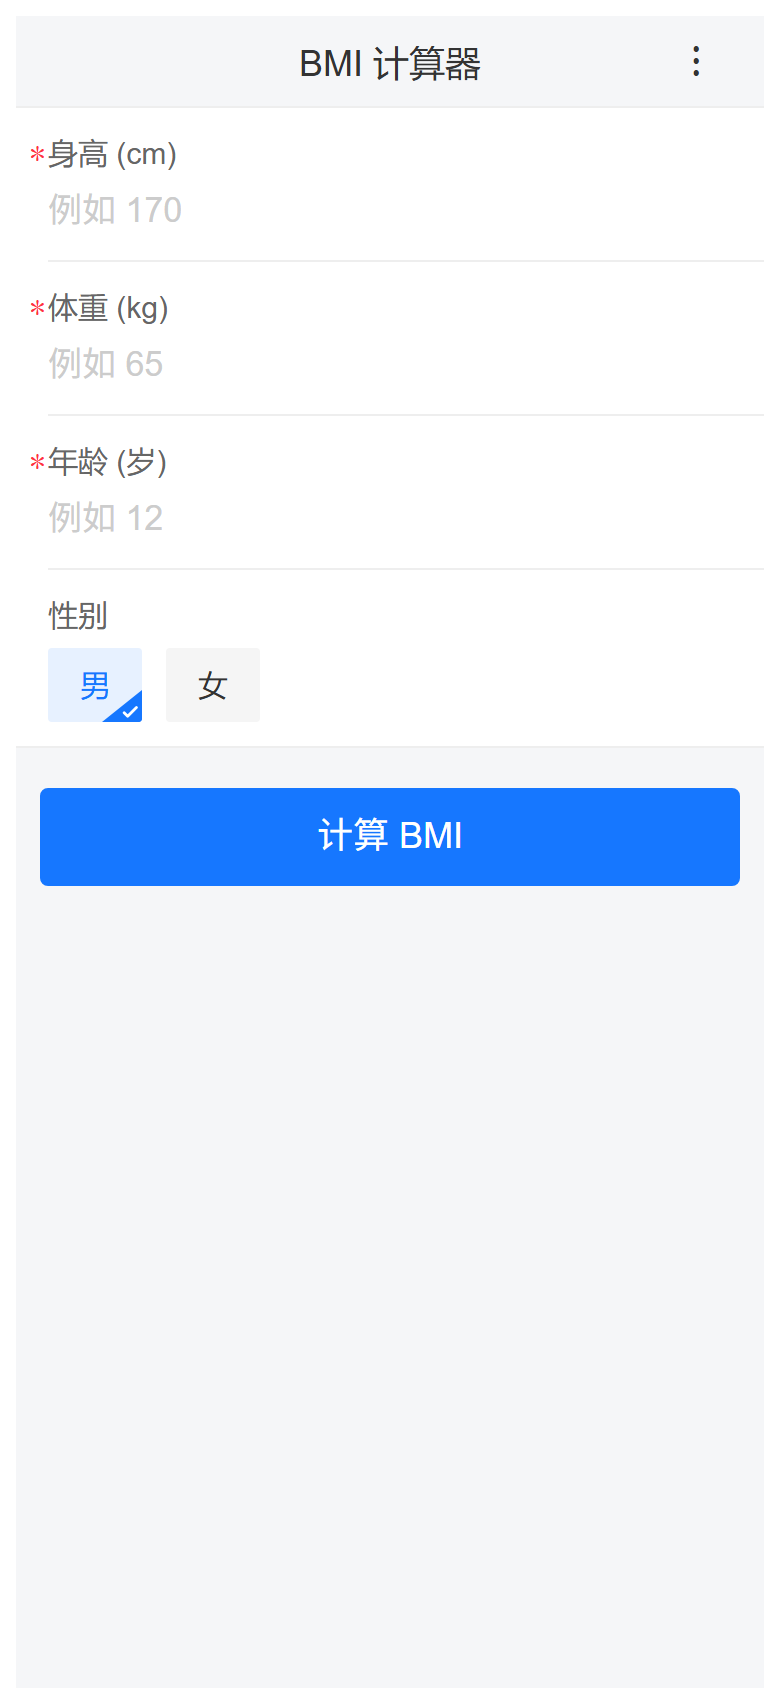 BMI 计算器
*身高 (cm)
例如 170
*体重 (kg)
例如 65
*年龄 (岁)
例如 12
性别
男 女
计算 BMI